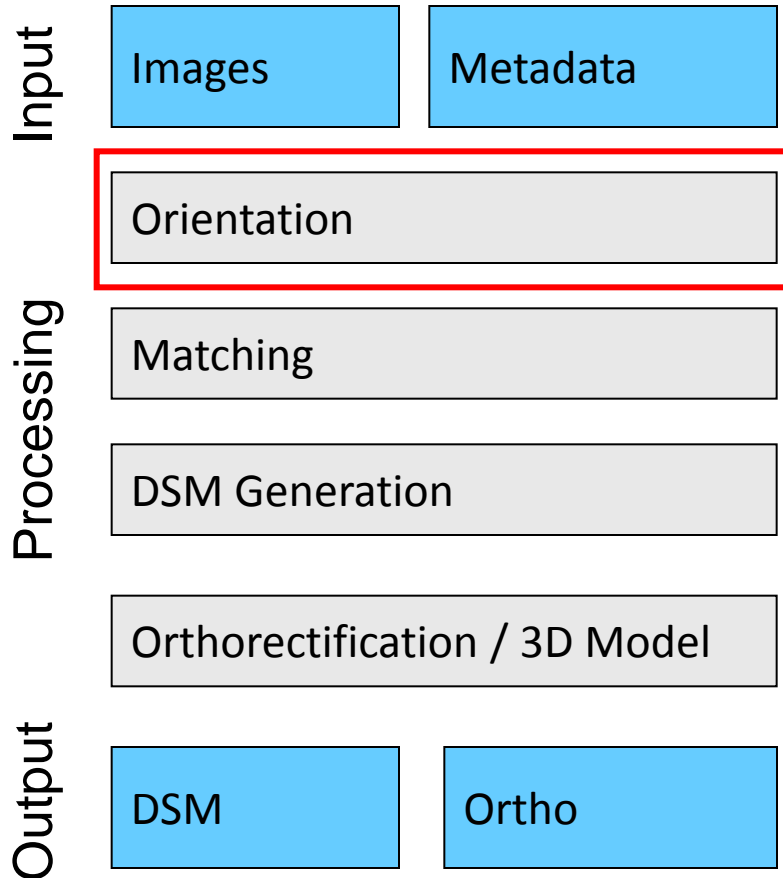 Input
Images
Metadata
Processing
Orientation
Matching
DSM Generation
Orthorectification / 3D Model
Output
DSM
Ortho